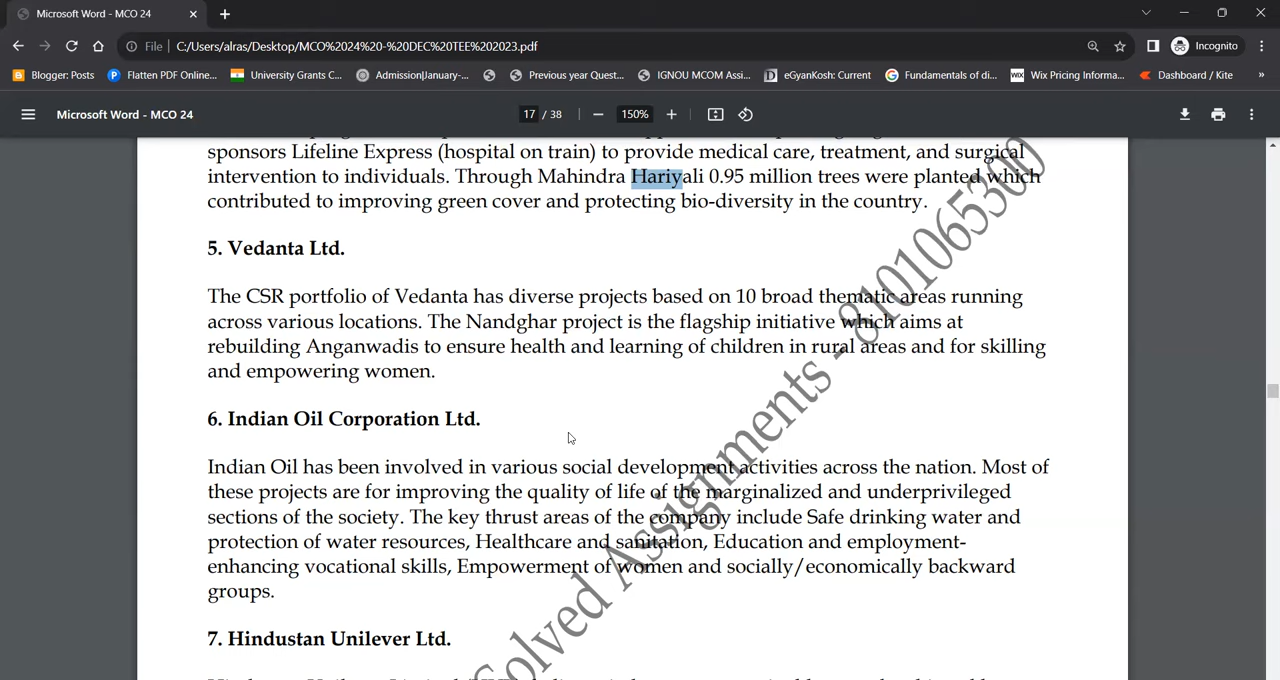 Microsoft Word - MCO 24
File C:/Users/alras/Desktop/MCO%2024%20-%20DEC%20TEE%202023.pdf
Incognito
Blogger: Posts Flatten PDF Online... University Grants C... Admission|January-... Previous year Quest... IGNOU MCOM Assi... eGyanKosh: Current Fundamentals of di... WIX Wix Pricing Informa... Dashboard / Kite »
Microsoft Word - MCO 24 17 / 38 150%
sponsors Lifeline Express (hospital on train) to provide medical care, treatment, and surgical
intervention to individuals. Through Mahindra Hariyali 0.95 million trees were planted which
contributed to improving green cover and protecting bio-diversity in the country.
5. Vedanta Ltd.
The CSR portfolio of Vedanta has diverse projects based on 10 broad thematic areas running
across various locations. The Nandghar project is the flagship initiative which aims at
rebuilding Anganwadis to ensure health and learning of children in rural areas and for skilling
and empowering women.
6. Indian Oil Corporation Ltd.
Indian Oil has been involved in various social development activities across the nation. Most of
these projects are for improving the quality of life of the marginalized and underprivileged
sections of the society. The key thrust areas of the company include Safe drinking water and
protection of water resources, Healthcare and sanitation, Education and employment-
enhancing vocational skills, Empowerment of women and socially/economically backward
groups.
7. Hindustan Unilever Ltd.
Solved Assignments - 8101065300